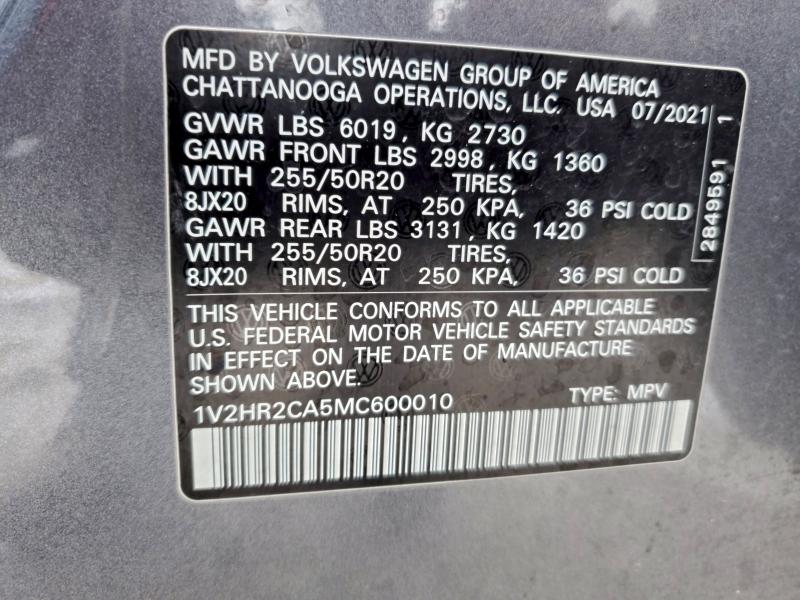 MFD BY VOLKSWAGEN GROUP OF AMERICA
CHATTANOOGA OPERATIONS, LLC. USA 07/2021
GVWR LBS 6019, KG 2730
GAWR FRONT LBS 2998, KG 1360
WITH 255/50R20 TIRES,
8JX20 RIMS, AT 250 KPA, 36 PSI COLD
GAWR REAR LBS 3131, KG 1420
WITH 255/50R20 TIRES,
8JX20 RIMS, AT 250 KPA, 36 PSI COLD
THIS VEHICLE CONFORMS TO ALL APPLICABLE
U.S. FEDERAL MOTOR VEHICLE SAFETY STANDARDS
IN EFFECT ON THE DATE OF MANUFACTURE
SHOWN ABOVE.
1V2HR2CA5MC600010 TYPE: MPV
2849591 1